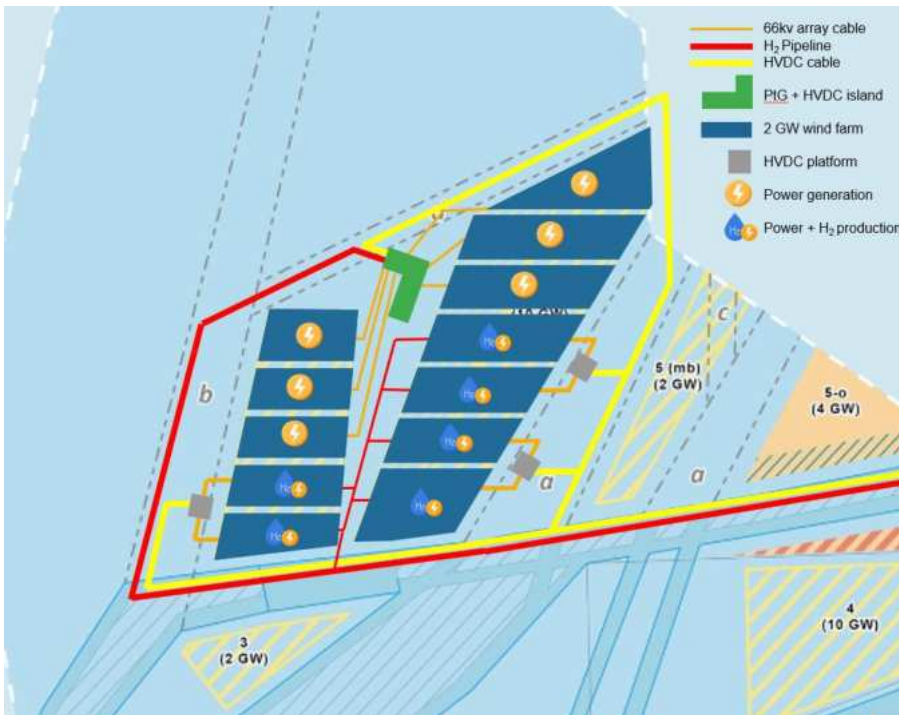 66kv array cable
H₂ Pipeline
HVDC cable
PtG + HVDC island
2 GW wind farm
HVDC platform
Power generation
Power + H₂ production
c
5 (mb)
(2 GW)
5-o
(4 GW)
b
a
a
3
(2 GW)
4
(10 GW)